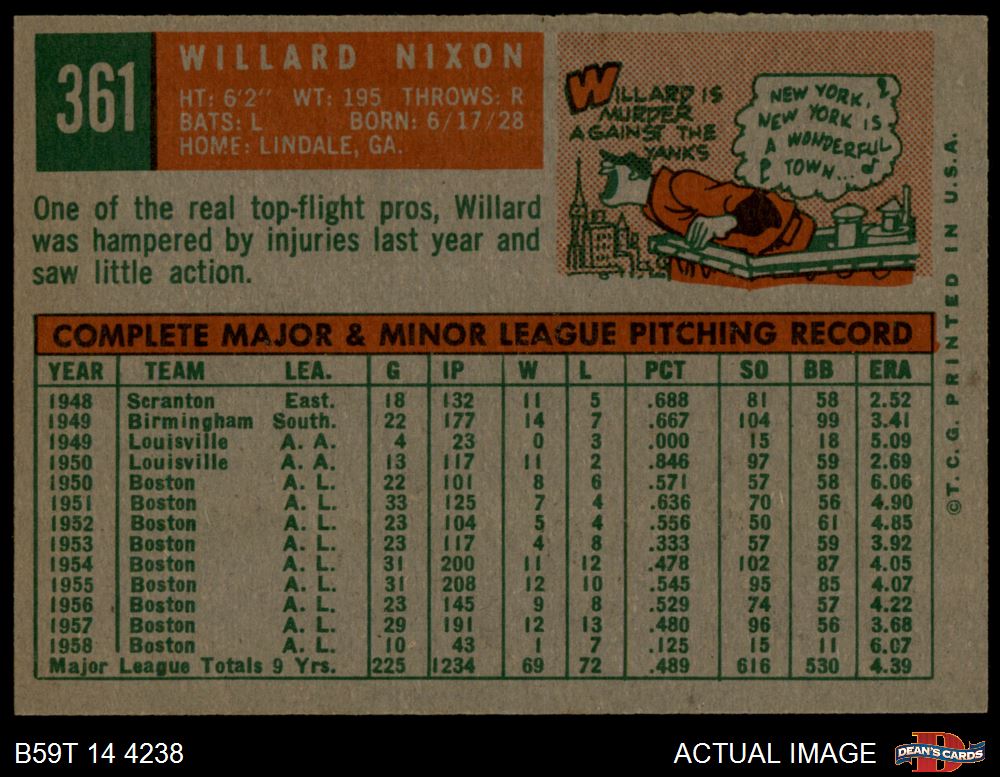 361
WILLARD NIXON
HT: 6'2" WT: 195 THROWS: R
BATS: L BORN: 6/17/28
HOME: LINDALE, GA.
WILLARD IS
MURDER
AGAINST THE
YANKS
NEW YORK,
NEW YORK IS
A WONDERFUL
TOWN...
One of the real top-flight pros, Willard
was hampered by injuries last year and
saw little action.
COMPLETE MAJOR & MINOR LEAGUE PITCHING RECORD
YEAR TEAM LEA. G IP W L PCT SO BB ERA
1948 Scranton East. 18 132 11 5 .688 81 58 2.52
1949 Birmingham South. 22 177 14 7 .667 104 99 3.41
1949 Louisville A. A. 4 23 0 3 .000 15 18 5.09
1950 Louisville A. A. 13 117 11 2 .846 97 59 2.69
1950 Boston A. L. 22 101 8 6 .571 57 58 6.06
1951 Boston A. L. 33 125 7 4 .636 70 56 4.90
1952 Boston A. L. 23 104 5 4 .556 50 61 4.85
1953 Boston A. L. 23 117 4 8 .333 57 59 3.92
1954 Boston A. L. 31 200 11 12 .478 102 87 4.05
1955 Boston A. L. 31 208 12 10 .545 95 85 4.07
1956 Boston A. L. 23 145 9 8 .529 74 57 4.22
1957 Boston A. L. 29 191 12 13 .480 96 56 3.68
1958 Boston A. L. 10 43 1 7 .125 15 11 6.07
Major League Totals 9 Yrs. 225 1234 69 72 .489 616 530 4.39
©T.C.G. PRINTED IN U.S.A.
B59T 14 4238
ACTUAL IMAGE
DEAN'S CARDS